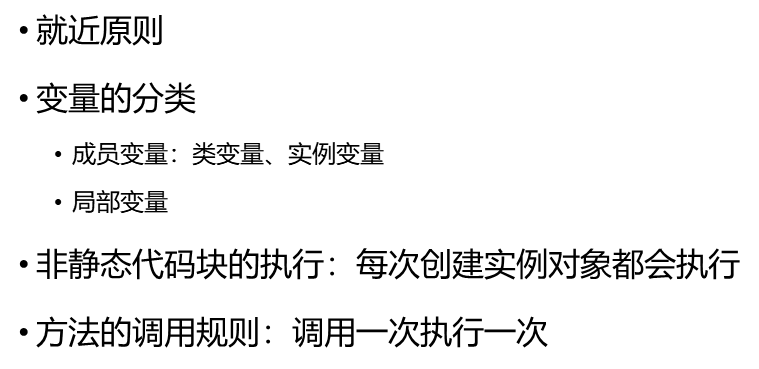 • 就近原则
• 变量的分类
• 成员变量：类变量、实例变量
• 局部变量
• 非静态代码块的执行：每次创建实例对象都会执行
• 方法的调用规则：调用一次执行一次